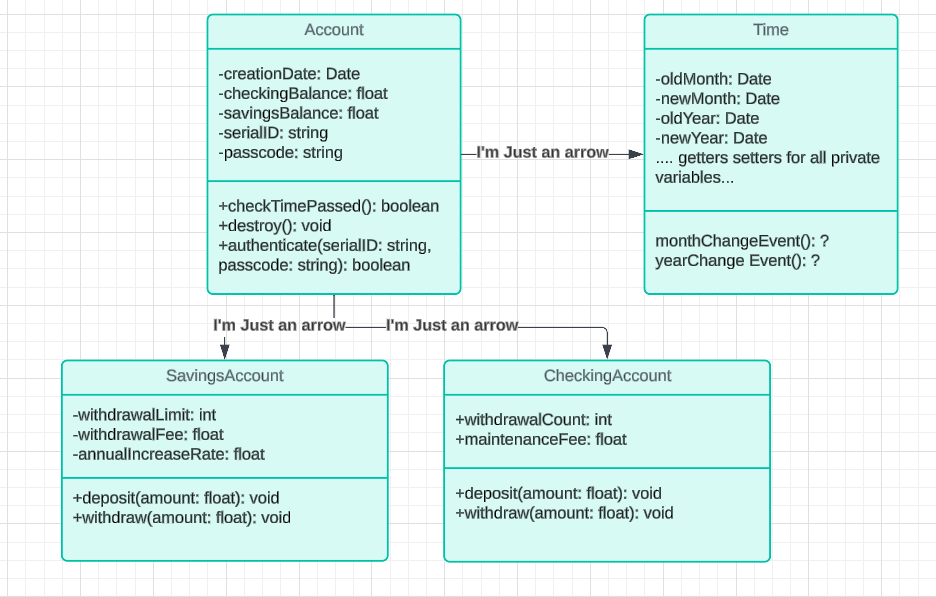 Account
-creationDate: Date
-checkingBalance: float
-savingsBalance: float
-serialID: string
-passcode: string
+checkTimePassed(): boolean
+destroy(): void
+authenticate(serialID: string,
passcode: string): boolean
I'm Just an arrow
Time
-oldMonth: Date
-newMonth: Date
-oldYear: Date
-newYear: Date
.... getters setters for all private
variables...
monthChangeEvent(): ?
yearChange Event(): ?
I'm Just an arrow
I'm Just an arrow
SavingsAccount
-withdrawalLimit: int
-withdrawalFee: float
-annualIncreaseRate: float
+deposit(amount: float): void
+withdraw(amount: float): void
CheckingAccount
+withdrawalCount: int
+maintenanceFee: float
+deposit(amount: float): void
+withdraw(amount: float): void